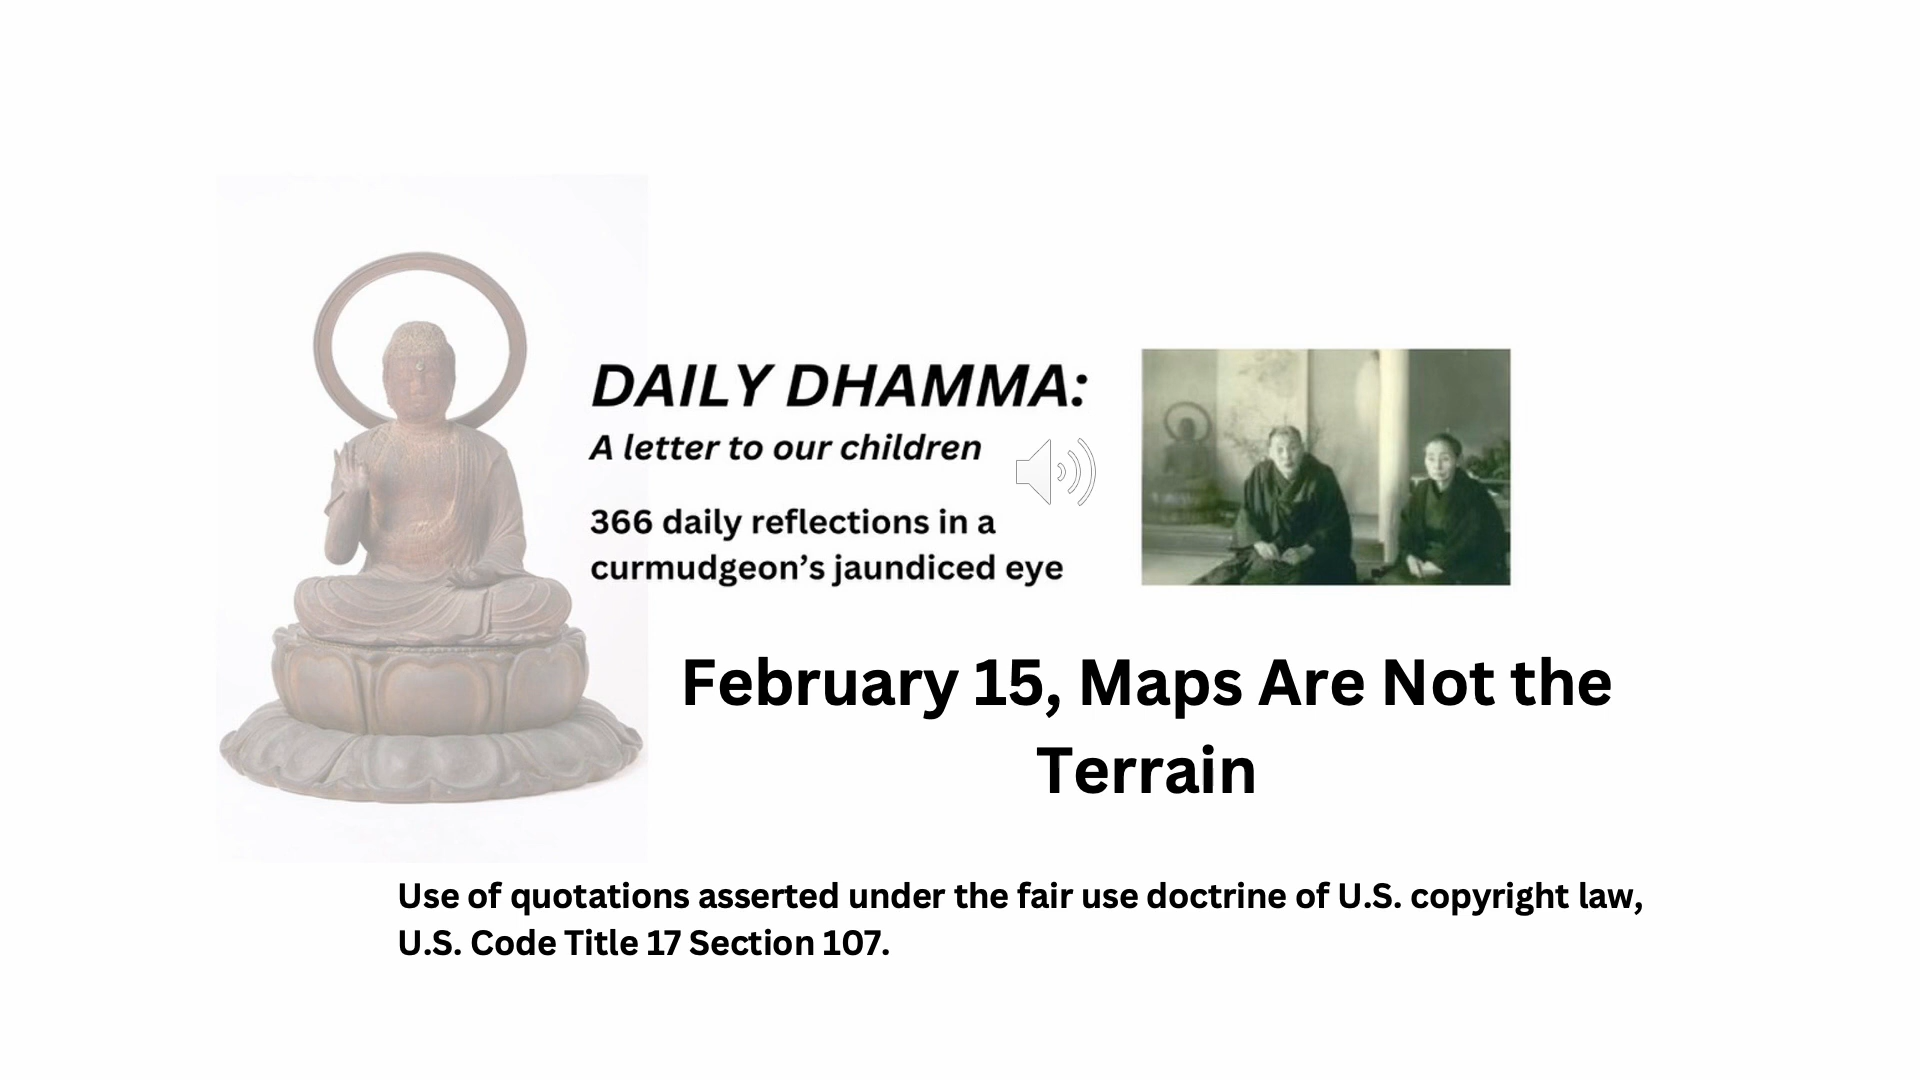 DAILY DHAMMA:
A letter to our children
366 daily reflections in a
curmudgeon’s jaundiced eye
February 15, Maps Are Not the
Terrain
Use of quotations asserted under the fair use doctrine of U.S. copyright law,
U.S. Code Title 17 Section 107.